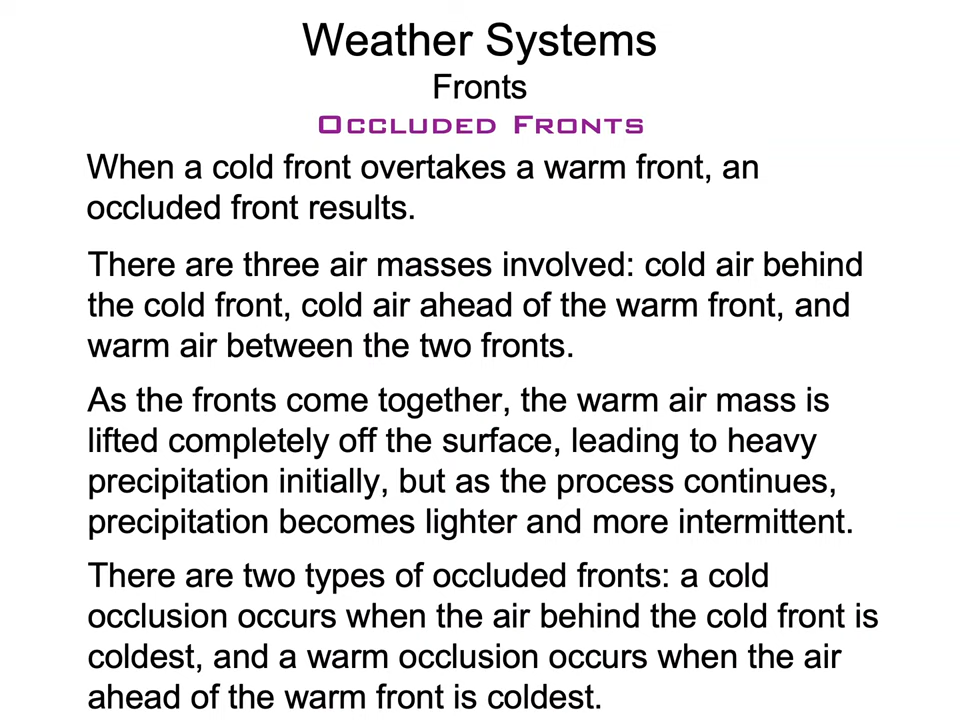 Weather Systems
Fronts
Occluded Fronts
When a cold front overtakes a warm front, an
occluded front results.
There are three air masses involved: cold air behind
the cold front, cold air ahead of the warm front, and
warm air between the two fronts.
As the fronts come together, the warm air mass is
lifted completely off the surface, leading to heavy
precipitation initially, but as the process continues,
precipitation becomes lighter and more intermittent.
There are two types of occluded fronts: a cold
occlusion occurs when the air behind the cold front is
coldest, and a warm occlusion occurs when the air
ahead of the warm front is coldest.